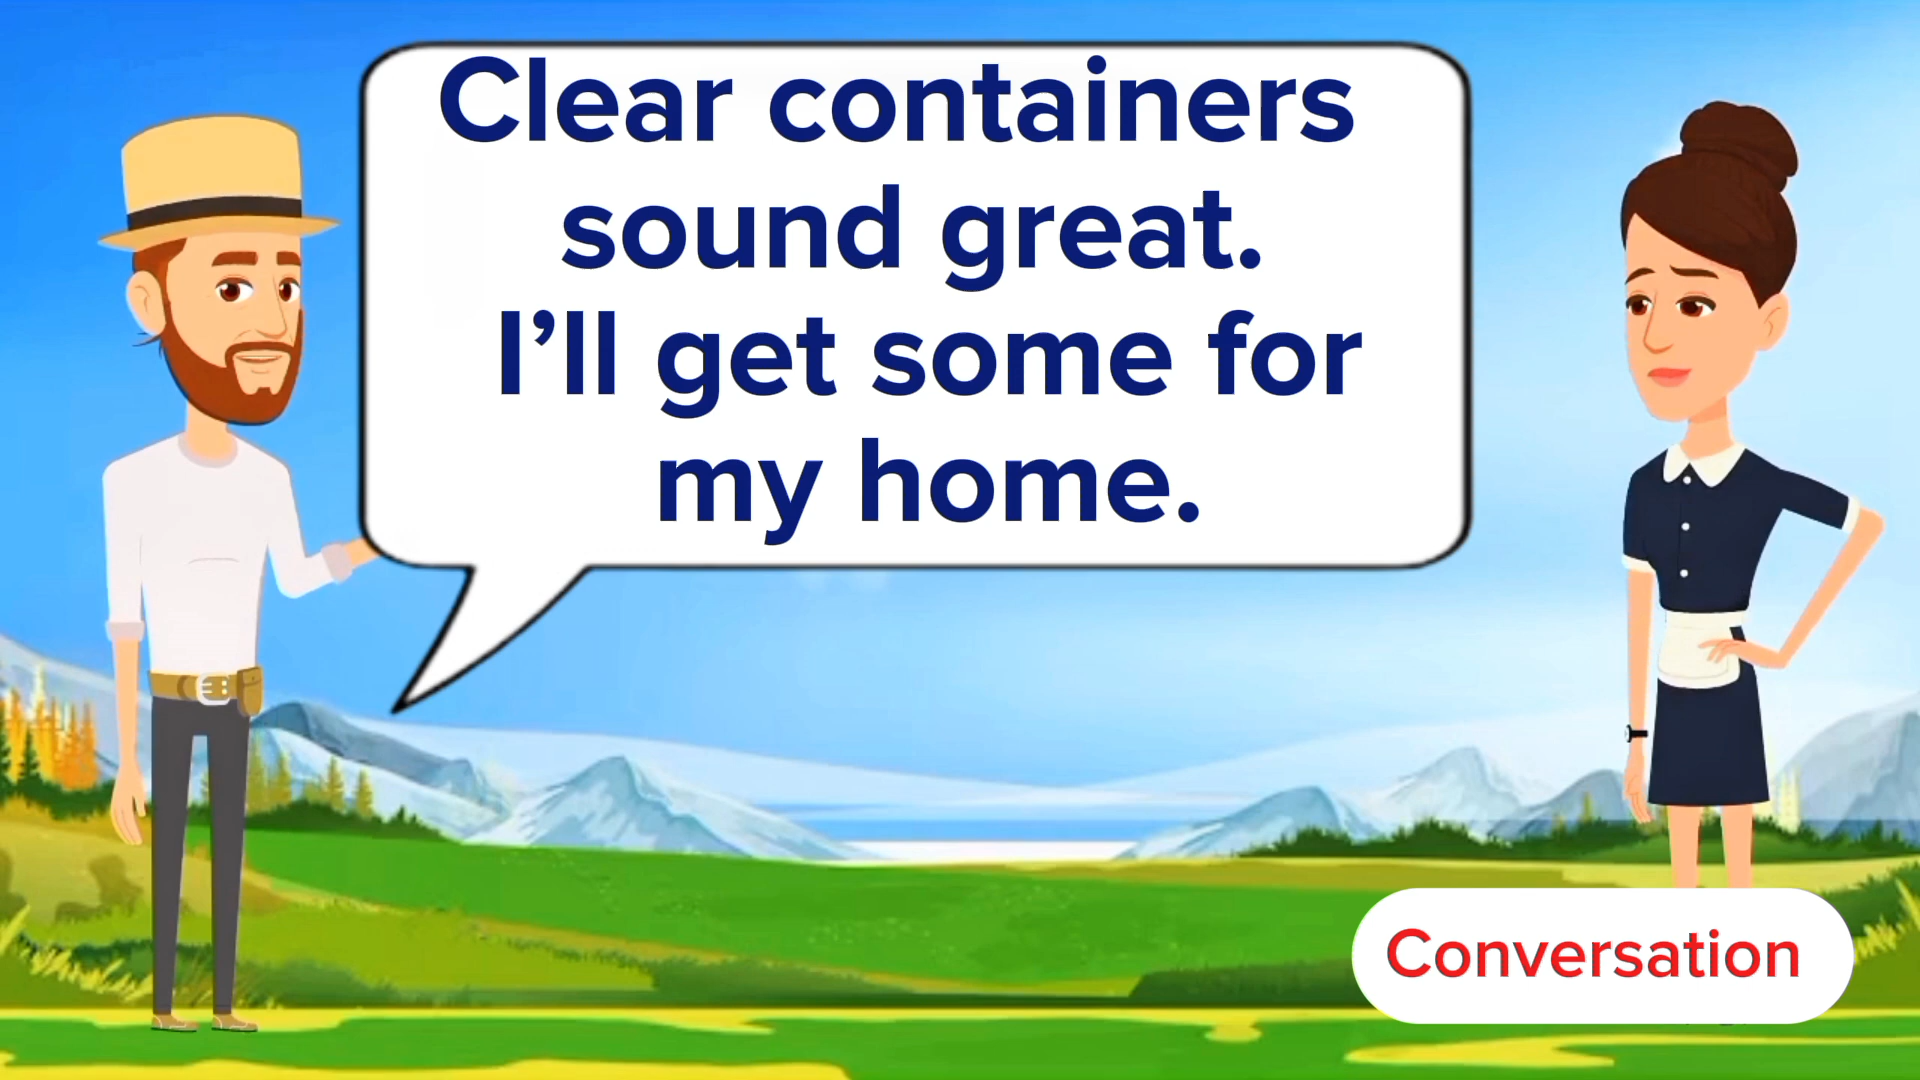 Clear containers
sound great.
I’ll get some for
my home.
Conversation